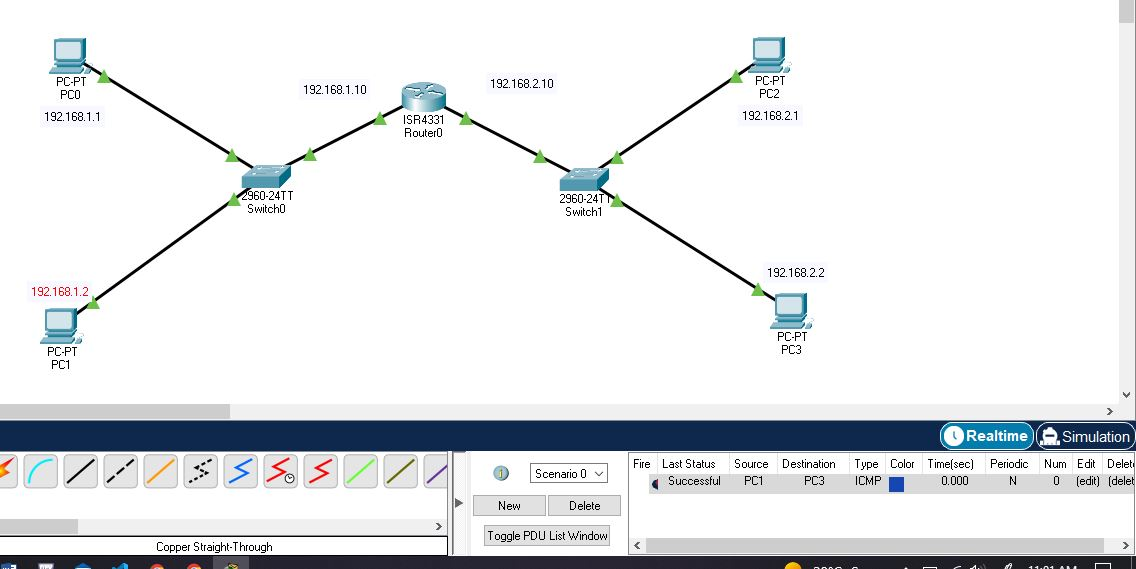 PC-PT
PC0
192.168.1.1
192.168.1.10
ISR4331
Router0
192.168.2.10
PC-PT
PC2
192.168.2.1
2960-24TT
Switch0
2960-24TT
Switch1
192.168.1.2
PC-PT
PC1
192.168.2.2
PC-PT
PC3
Realtime
Simulation
Scenario 0
New
Delete
Toggle PDU List Window
Copper Straight-Through
Fire Last Status Source Destination Type Color Time(sec) Periodic Num Edit Delet
Successful PC1 PC3 ICMP 0.000 N 0 (edit) (delet